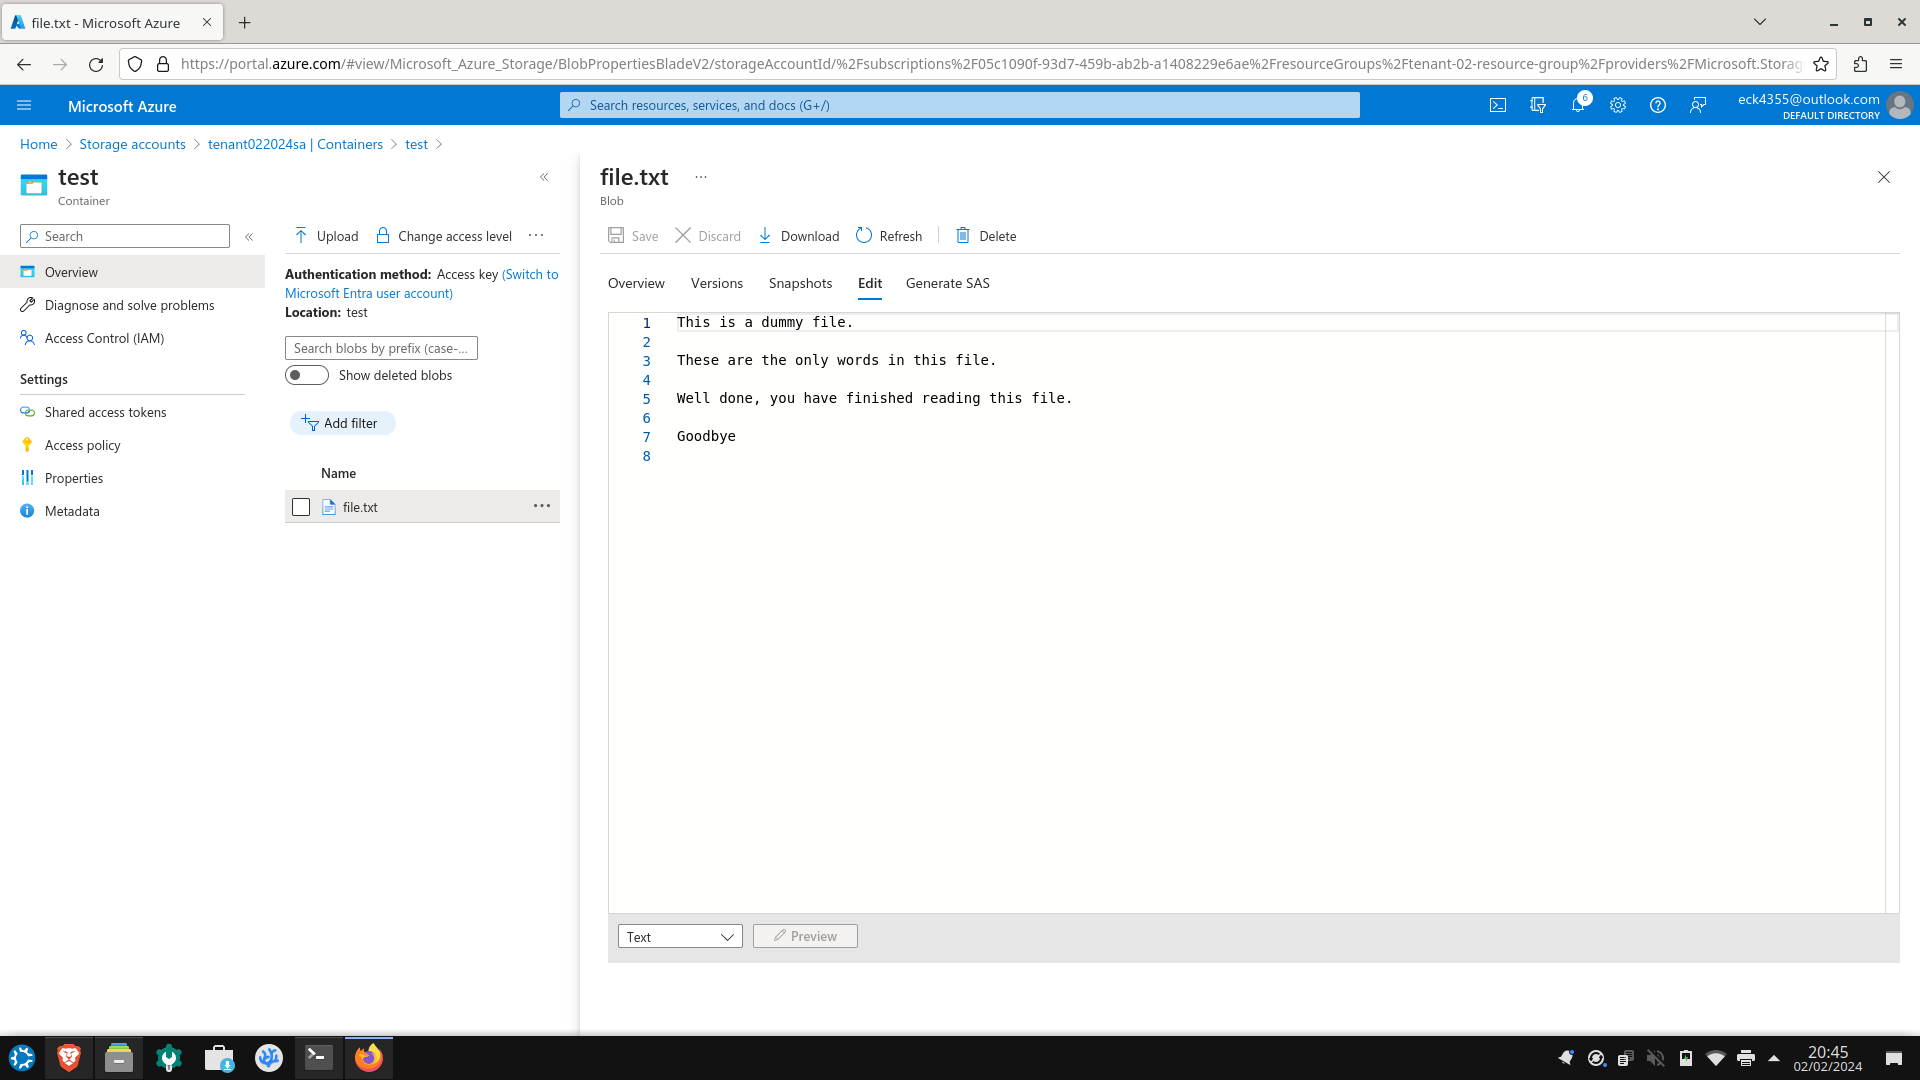 file.txt - Microsoft Azure
https://portal.azure.com/#view/Microsoft_Azure_Storage/BlobPropertiesBladeV2/storageAccountId/%2Fsubscriptions%2F05c1090f-93d7-459b-ab2b-a1408229e6ae%2FresourceGroups%2Ftenant-02-resource-group%2Fproviders%2FMicrosoft.Storag
Microsoft Azure
Search resources, services, and docs (G+/)
6
eck4355@outlook.com
DEFAULT DIRECTORY
Home > Storage accounts > tenant022024sa | Containers > test >
test
Container
Search
Overview
Diagnose and solve problems
Access Control (IAM)
Settings
Shared access tokens
Access policy
Properties
Metadata
Upload Change access level ...
Authentication method: Access key (Switch to
Microsoft Entra user account)
Location: test
Search blobs by prefix (case-...
Show deleted blobs
Add filter
Name
file.txt ...
file.txt ...
Blob
Save Discard Download Refresh Delete
Overview Versions Snapshots Edit Generate SAS
1 This is a dummy file.
2
3 These are the only words in this file.
4
5 Well done, you have finished reading this file.
6
7 Goodbye
8
Text Preview
20:45
02/02/2024